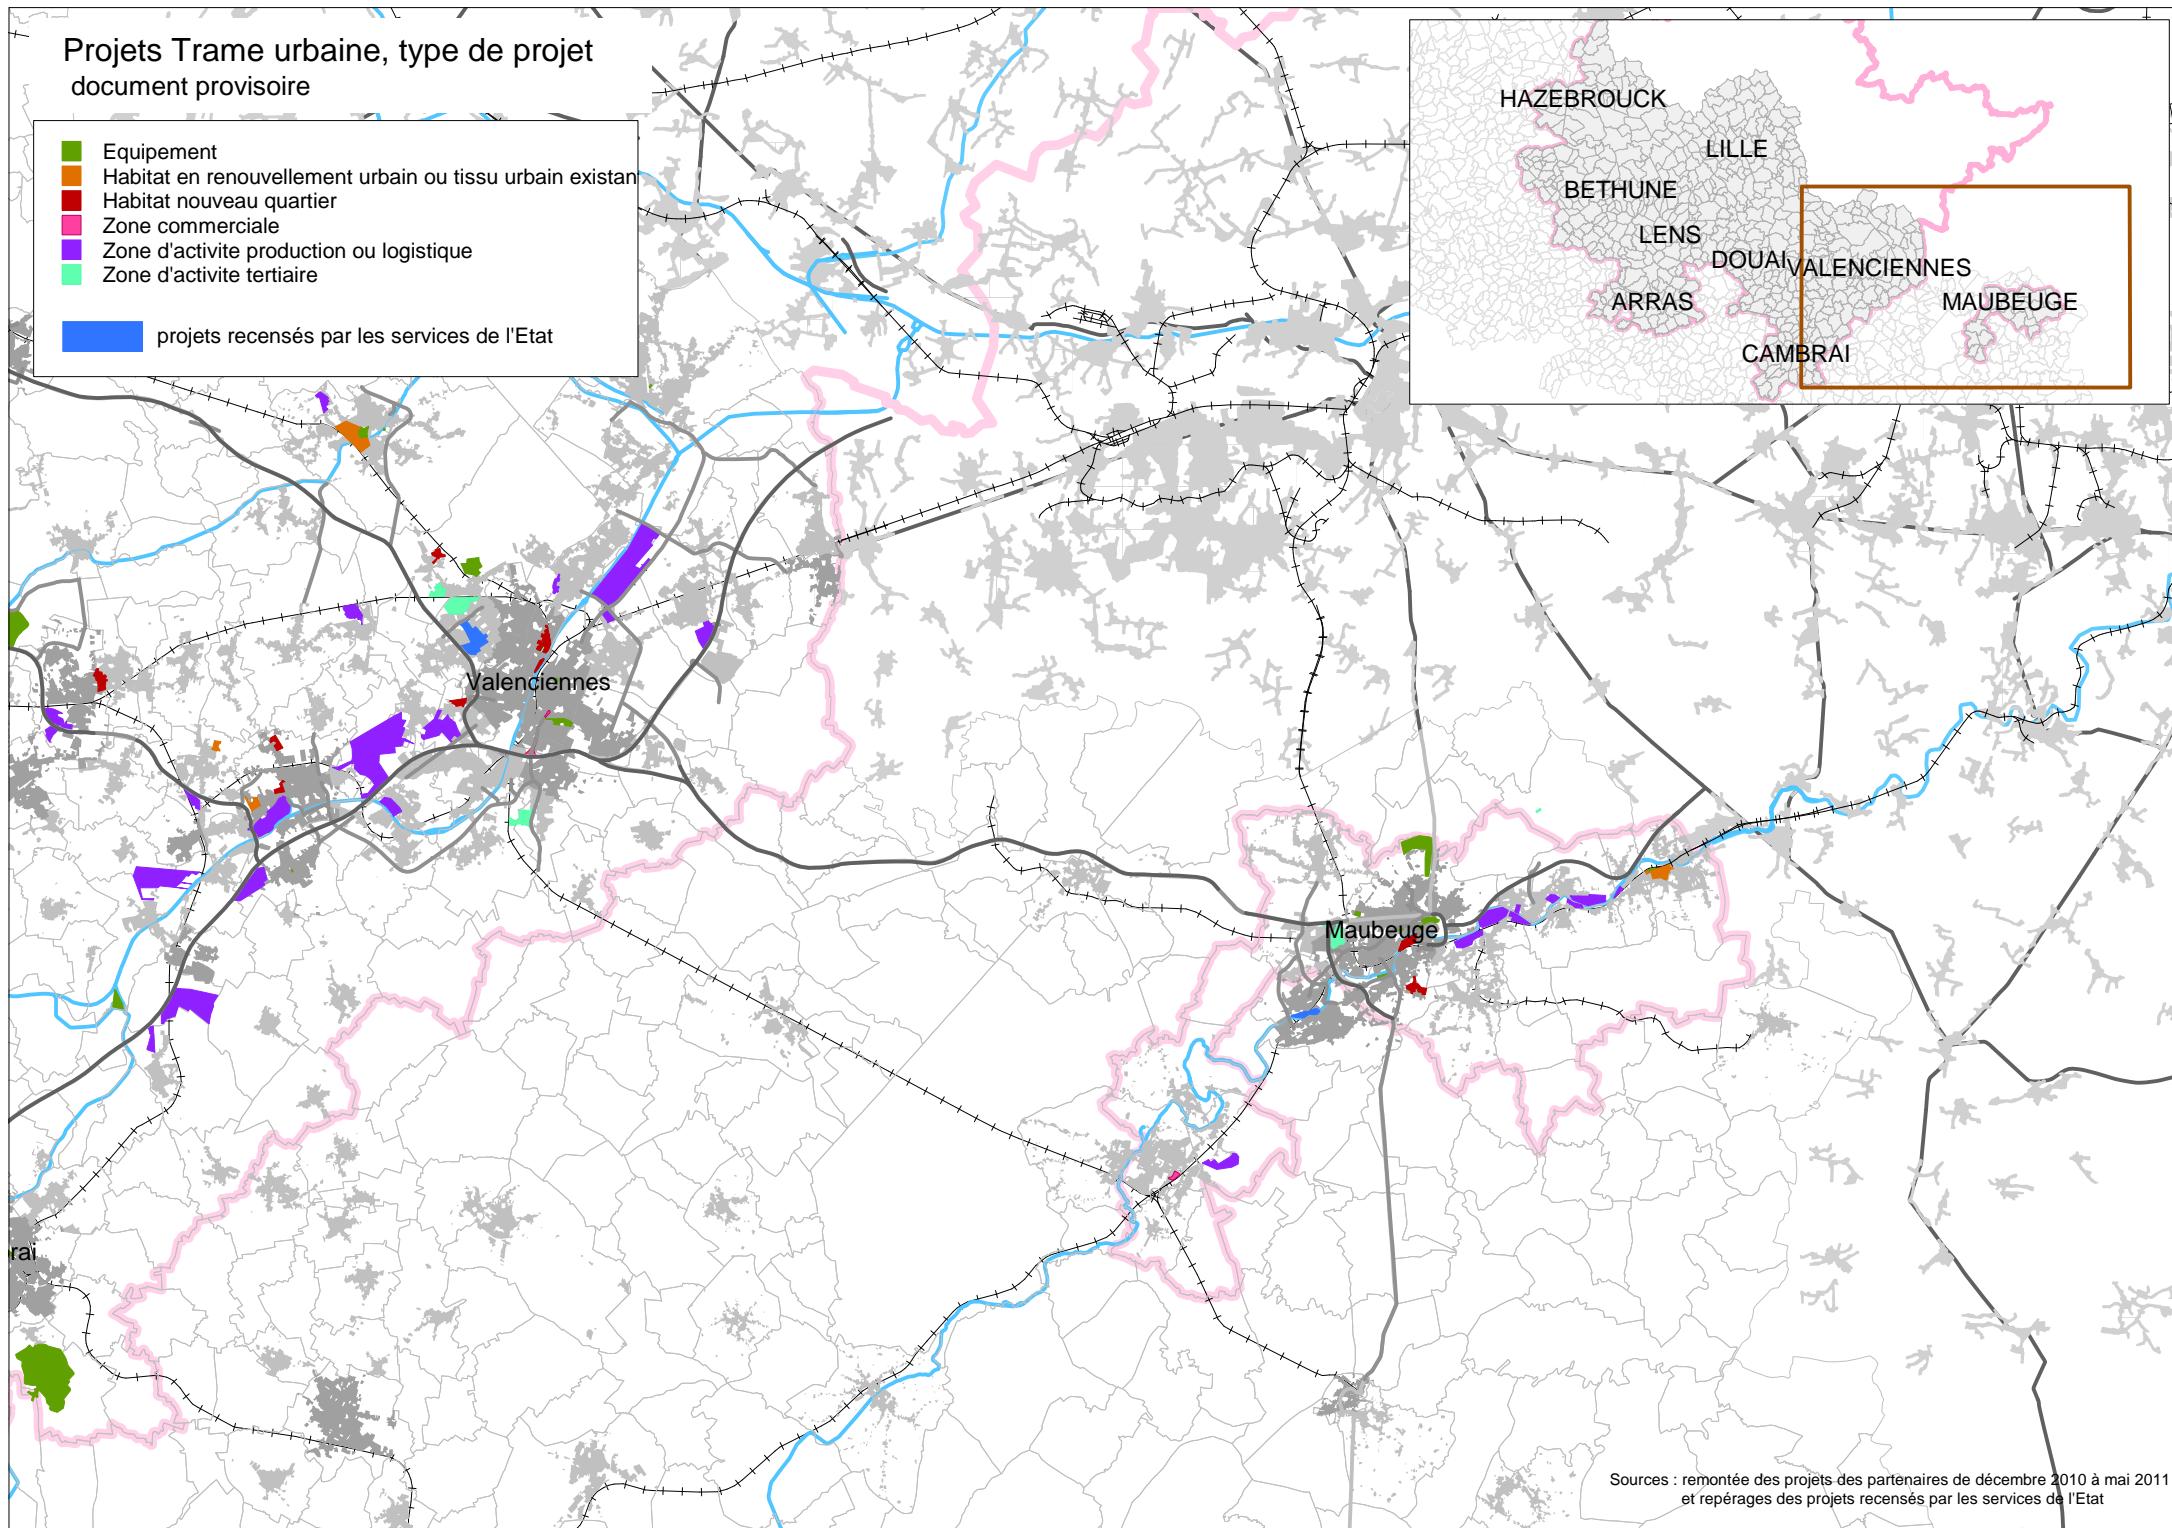 Projets Trame urbaine, type de projet
document provisoire
Equipement
Habitat en renouvellement urbain ou tissu urbain existan
Habitat nouveau quartier
Zone commerciale
Zone d'activite production ou logistique
Zone d'activite tertiaire
projets recensés par les services de l'Etat
HAZEBROUCK
LILLE
BETHUNE
LENS
DOUAI
VALENCIENNES
ARRAS
MAUBEUGE
CAMBRAI
Valenciennes
Maubeuge
rai
Sources : remontée des projets des partenaires de décembre 2010 à mai 2011
et repérages des projets recensés par les services de l'Etat